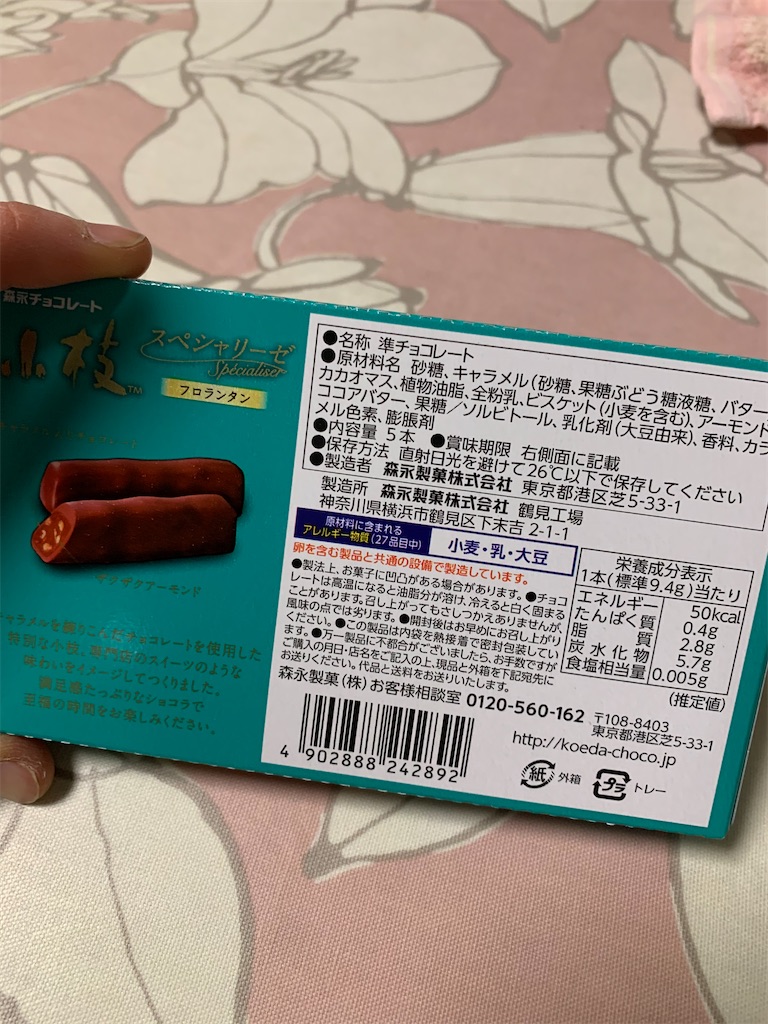 森永チョコレート
小枝™
スペシャリーゼ
Spécialiser
フロランタン
ザクザクアーモンド
キャラメルを練りこんだチョコレートを使用した
特別な小枝。専門店のスイーツのような
味わいをイメージしてつくりました。
満足感たっぷりなショコラで
至福の時間をお楽しみください。
●名称 準チョコレート
●原材料名 砂糖、キャラメル(砂糖、果糖ぶどう糖液糖、バター
カカオマス、植物油脂、全粉乳、ビスケット(小麦を含む)、アーモンド
ココアバター、果糖/ソルビトール、乳化剤(大豆由来)、香料、カラ
メル色素、膨脹剤
●内容量 5本 ●賞味期限 右側面に記載
●保存方法 直射日光を避けて26℃以下で保存してください
●製造者 森永製菓株式会社 東京都港区芝5-33-1
製造所 森永製菓株式会社 鶴見工場
神奈川県横浜市鶴見区下末吉2-1-1
原材料に含まれる
アレルギー物質(27品目中)
小麦・乳・大豆
卵を含む製品と共通の設備で製造しています。
●製法上、お菓子に凹凸がある場合があります。●チョコ
レートは高温になると油脂分が溶け、冷えると白く固まる
ことがあります。召し上がってもさしつかえありませんが、
風味の点では劣ります。●開封後はお早めにお召し上がり
ください。●この製品は内袋を熱接着で密封包装してい
ます。●万一製品に不都合がございましたら、お手数ですが
ご購入の月日・店名をご記入の上、現品と外箱を下記宛先に
お送りください。代品と送料をお送りいたします。
森永製菓(株)お客様相談室 0120-560-162
〒108-8403
東京都港区芝5-33-1
http://koeda-choco.jp
栄養成分表示
1本(標準9.4g)当たり
エネルギー 50kcal
たんぱく質 0.4g
脂質 2.8g
炭水化物 5.7g
食塩相当量 0.005g
(推定値)
4 902888 242892
紙 外箱
プラ トレー